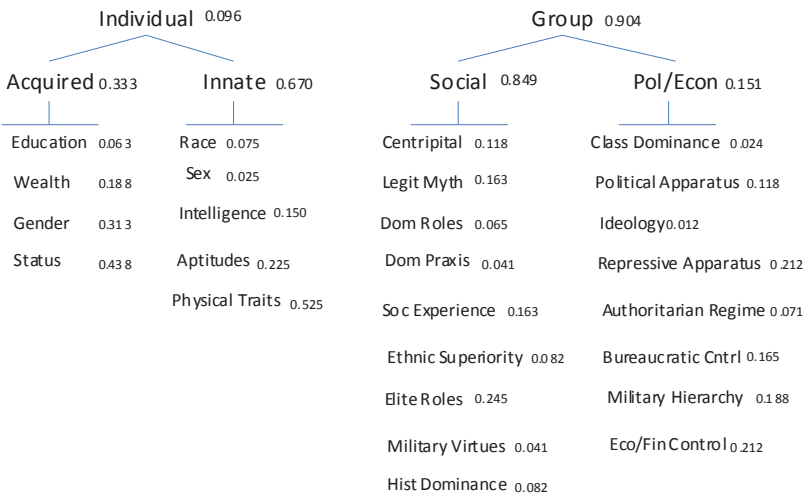 Individual 0.096
Group 0.904
Acquired 0.333
Innate 0.670
Social 0.849
Pol/Econ 0.151
Education 0.063
Wealth 0.188
Gender 0.313
Status 0.438
Race 0.075
Sex 0.025
Intelligence 0.150
Aptitudes 0.225
Physical Traits 0.525
Centripital 0.118
Legit Myth 0.163
Dom Roles 0.065
Dom Praxis 0.041
Soc Experience 0.163
Ethnic Superiority 0.082
Elite Roles 0.245
Military Virtues 0.041
Hist Dominance 0.082
Class Dominance 0.024
Political Apparatus 0.118
Ideology 0.012
Repressive Apparatus 0.212
Authoritarian Regime 0.071
Bureaucratic Cntrl 0.165
Military Hierarchy 0.188
Eco/Fin Control 0.212